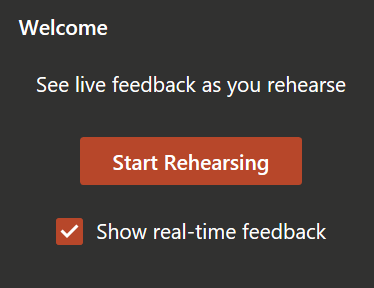 Welcome
See live feedback as you rehearse
Start Rehearsing
Show real-time feedback